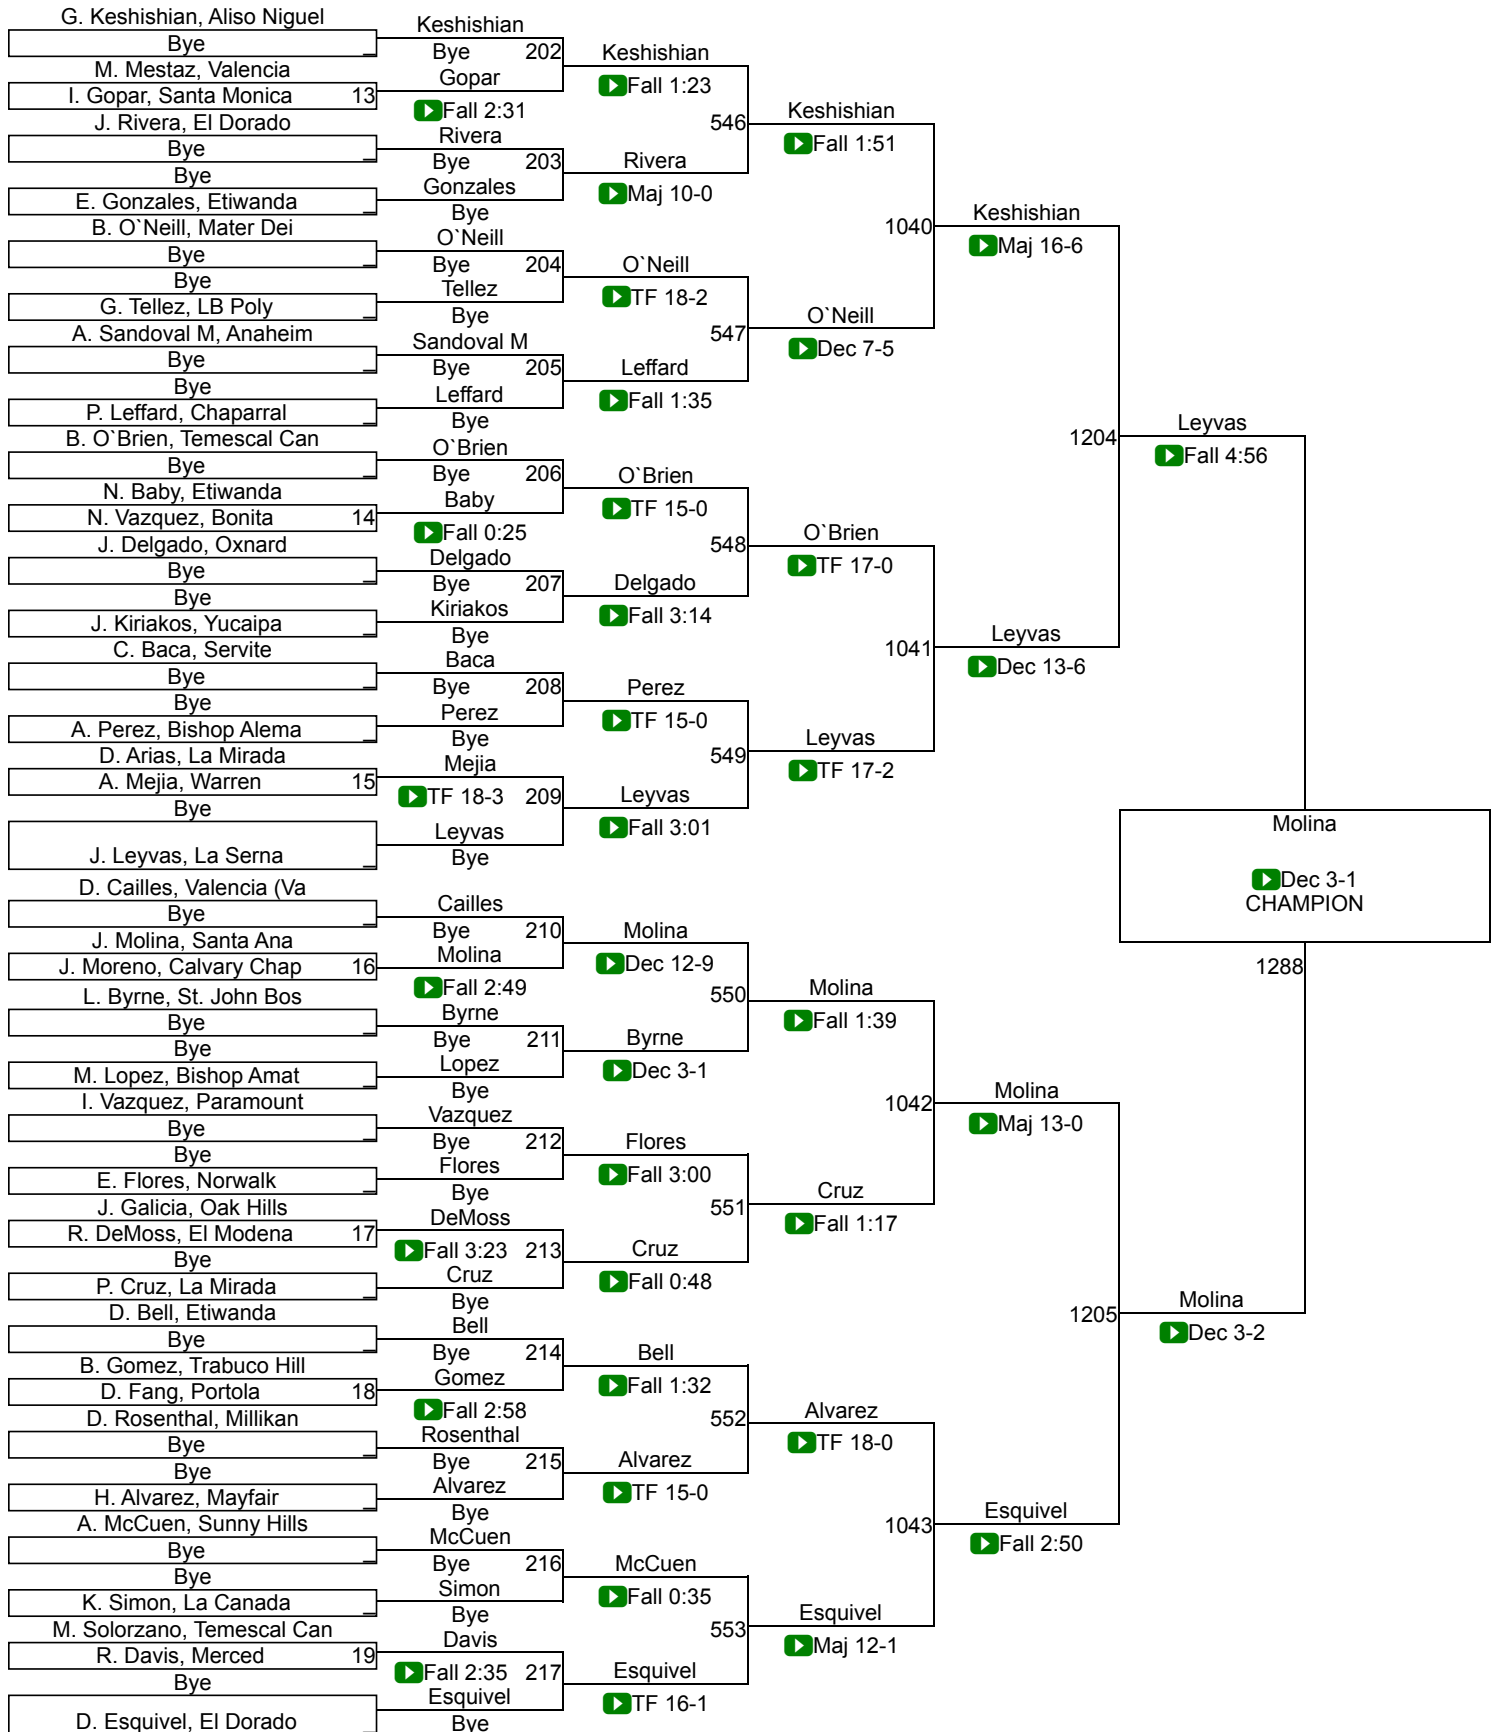 G. Keshishian, Aliso Niguel
Bye
M. Mestaz, Valencia
I. Gopar, Santa Monica 13
J. Rivera, El Dorado
Bye
Bye
E. Gonzales, Etiwanda
B. O`Neill, Mater Dei
Bye
Bye
G. Tellez, LB Poly
A. Sandoval M, Anaheim
Bye
Bye
P. Leffard, Chaparral
B. O`Brien, Temescal Can
Bye
N. Baby, Etiwanda
N. Vazquez, Bonita 14
J. Delgado, Oxnard
Bye
Bye
J. Kiriakos, Yucaipa
C. Baca, Servite
Bye
Bye
A. Perez, Bishop Alema
D. Arias, La Mirada
A. Mejia, Warren 15
Bye
J. Leyvas, La Serna
D. Cailles, Valencia (Va
Bye
J. Molina, Santa Ana
J. Moreno, Calvary Chap 16
L. Byrne, St. John Bos
Bye
Bye
M. Lopez, Bishop Amat
I. Vazquez, Paramount
Bye
Bye
E. Flores, Norwalk
J. Galicia, Oak Hills
R. DeMoss, El Modena 17
Bye
P. Cruz, La Mirada
D. Bell, Etiwanda
Bye
B. Gomez, Trabuco Hill
D. Fang, Portola 18
D. Rosenthal, Millikan
Bye
Bye
H. Alvarez, Mayfair
A. McCuen, Sunny Hills
Bye
Bye
K. Simon, La Canada
M. Solorzano, Temescal Can
R. Davis, Merced 19
Bye
D. Esquivel, El Dorado
Keshishian
Bye 202
Gopar
Fall 2:31
Rivera
Bye 203
Gonzales
Bye
O`Neill
Bye 204
Tellez
Bye
Sandoval M
Bye 205
Leffard
Bye
O`Brien
Bye 206
Baby
Fall 0:25
Delgado
Bye 207
Kiriakos
Bye
Baca
Bye 208
Perez
Bye
Mejia
TF 18-3 209
Leyvas
Bye
Cailles
Bye 210
Molina
Fall 2:49
Byrne
Bye 211
Lopez
Bye
Vazquez
Bye 212
Flores
Bye
DeMoss
Fall 3:23 213
Cruz
Bye
Bell
Bye 214
Gomez
Fall 2:58
Rosenthal
Bye 215
Alvarez
Bye
McCuen
Bye 216
Simon
Bye
Davis
Fall 2:35 217
Esquivel
Bye
Keshishian
Fall 1:23
546
Rivera
Maj 10-0
O`Neill
TF 18-2
547
Leffard
Fall 1:35
O`Brien
TF 15-0
548
Delgado
Fall 3:14
Perez
TF 15-0
549
Leyvas
Fall 3:01
Molina
Dec 12-9
550
Byrne
Dec 3-1
Flores
Fall 3:00
551
Cruz
Fall 0:48
Bell
Fall 1:32
552
Alvarez
TF 15-0
McCuen
Fall 0:35
553
Esquivel
TF 16-1
Keshishian
Fall 1:51
1040
O`Neill
Dec 7-5
O`Brien
TF 17-0
1041
Leyvas
TF 17-2
Molina
Fall 1:39
1042
Cruz
Fall 1:17
Alvarez
TF 18-0
1043
Esquivel
Maj 12-1
Keshishian
Maj 16-6
1204
Leyvas
Dec 13-6
Molina
Maj 13-0
1205
Esquivel
Fall 2:50
Leyvas
Fall 4:56
Molina
Dec 3-1
CHAMPION
1288
Molina
Dec 3-2